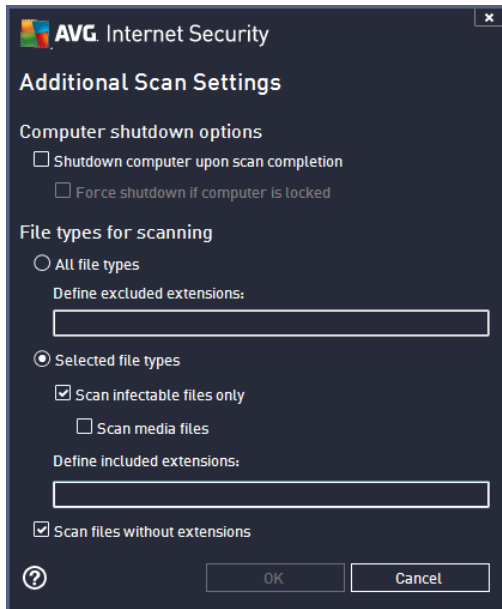 AVG. Internet Security
Additional Scan Settings
Computer shutdown options
Shutdown computer upon scan completion
Force shutdown if computer is locked
File types for scanning
All file types
Define excluded extensions:
Selected file types
Scan infectable files only
Scan media files
Define included extensions:
Scan files without extensions
? OK Cancel